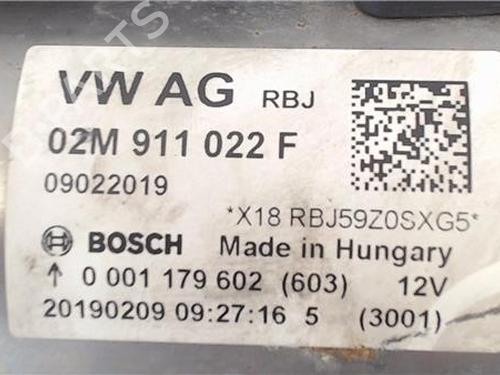 VW AG RBJ
02M 911 022 F
09022019
*X18 RBJ59Z0SXG5*
BOSCH Made in Hungary
↑ 0 001 179 602 (603) 12V
20190209 09:27:16 5 (3001)